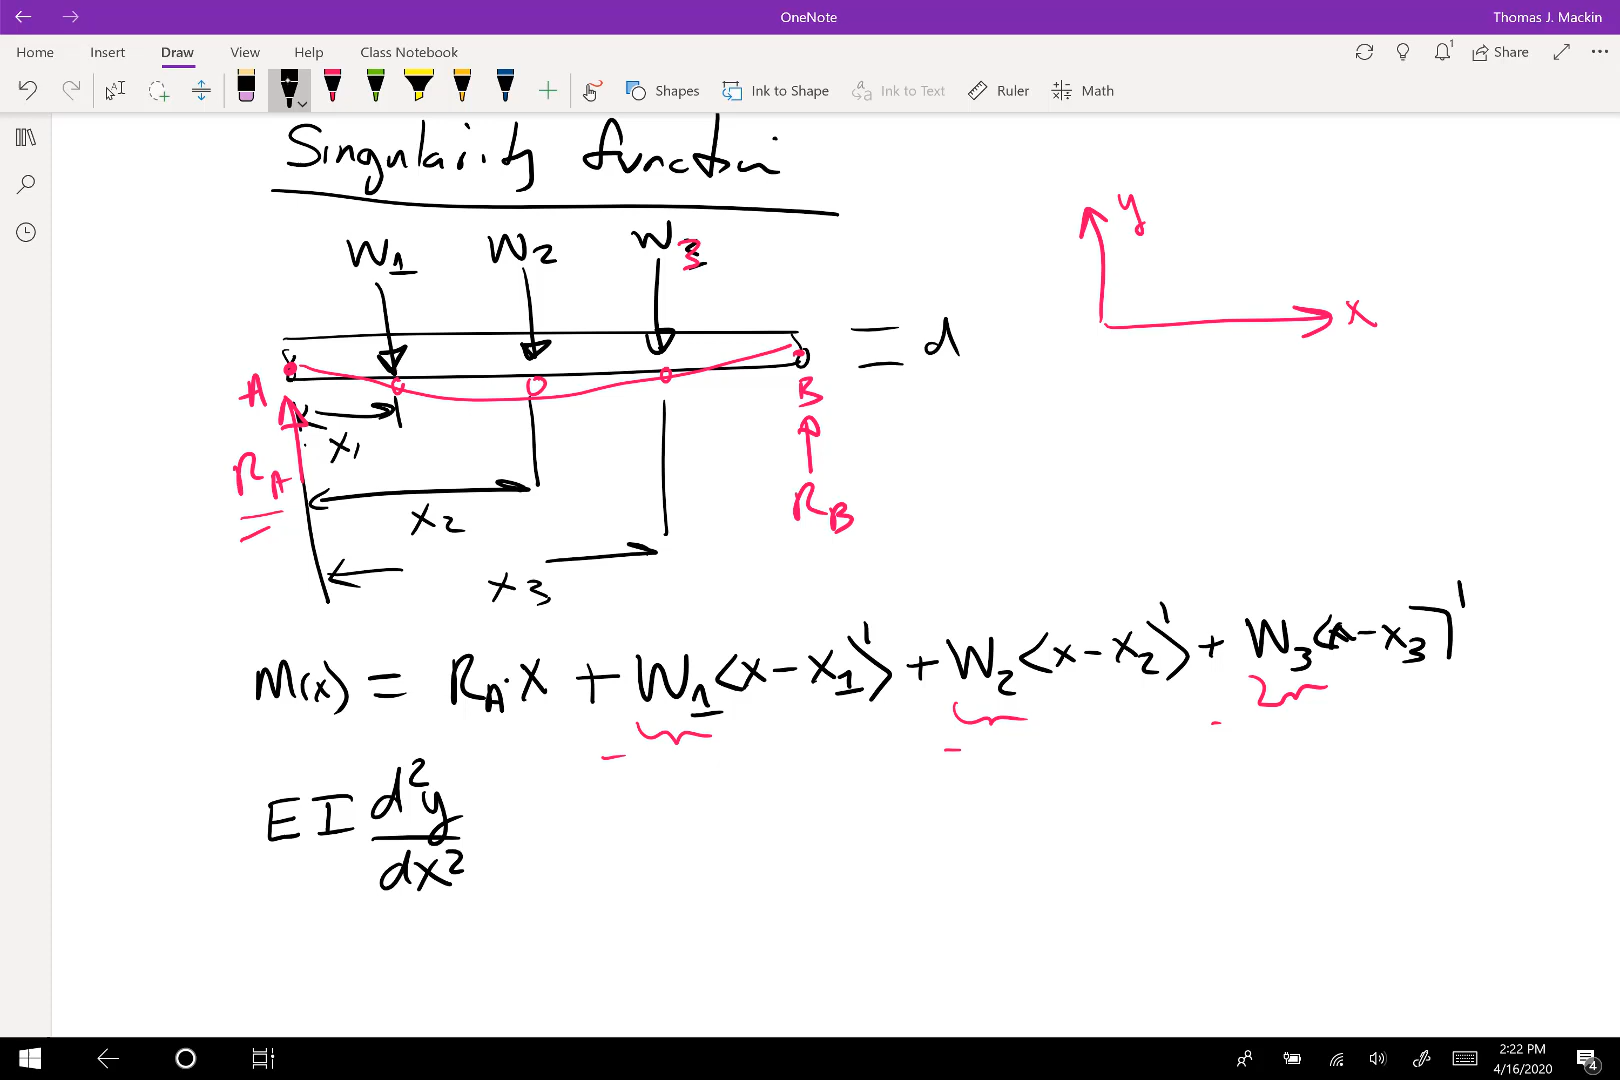 OneNote
Thomas J. Mackin
Home Insert Draw View Help Class Notebook
1 Share
Shapes Ink to Shape Ink to Text Ruler Math
Singularity function
W1 W2 W3
= d
y
x
A
B
x1
RA
x2
RB
x3
M(x) = RA·x + W1<x-x1>¹ + W2<x-x2>¹ + W3<x-x3>¹
- - -
EI d²y
dx²
2:22 PM
4/16/2020
4